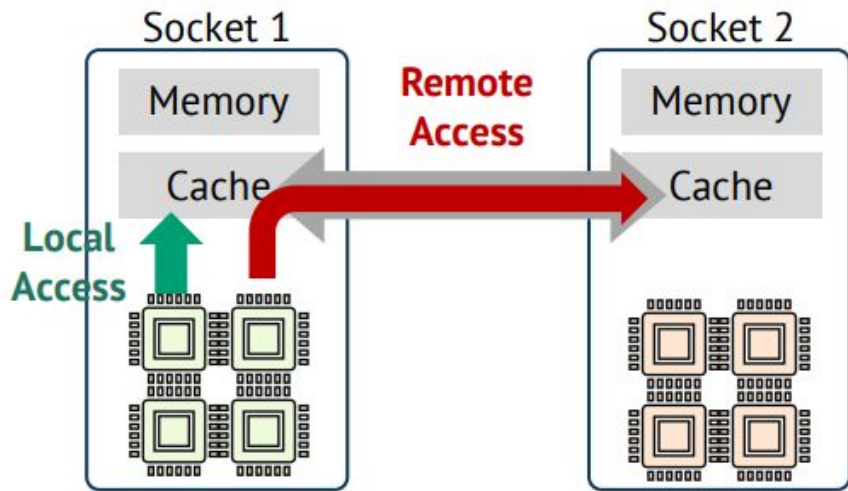 Socket 1
Socket 2
Memory
Remote
Access
Memory
Cache
Cache
Local
Access